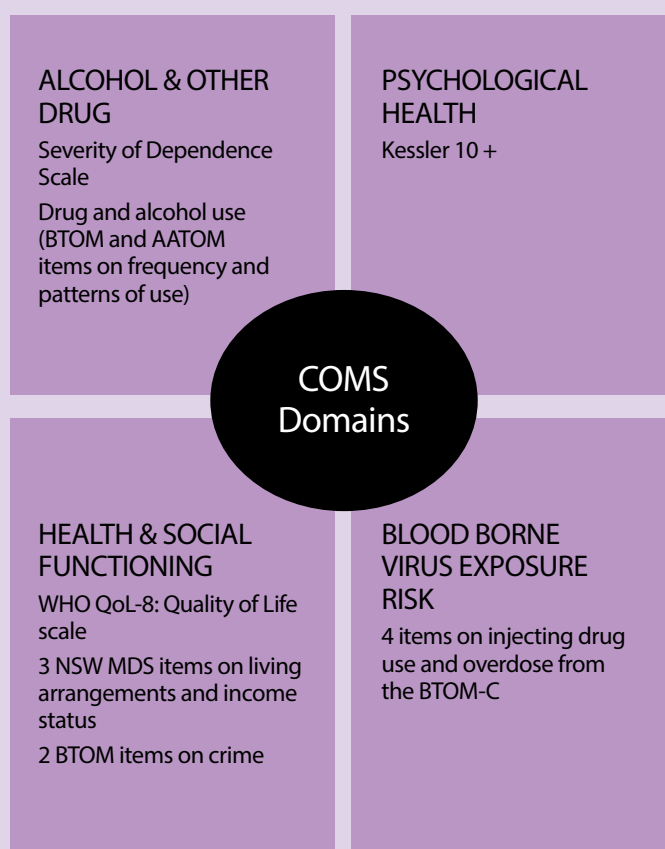 ALCOHOL & OTHER
DRUG
Severity of Dependence
Scale
Drug and alcohol use
(BTOM and AATOM
items on frequency and
patterns of use)
PSYCHOLOGICAL
HEALTH
Kessler 10 +
COMS
Domains
HEALTH & SOCIAL
FUNCTIONING
WHO QoL-8: Quality of Life
scale
3 NSW MDS items on living
arrangements and income
status
2 BTOM items on crime
BLOOD BORNE
VIRUS EXPOSURE
RISK
4 items on injecting drug
use and overdose from
the BTOM-C